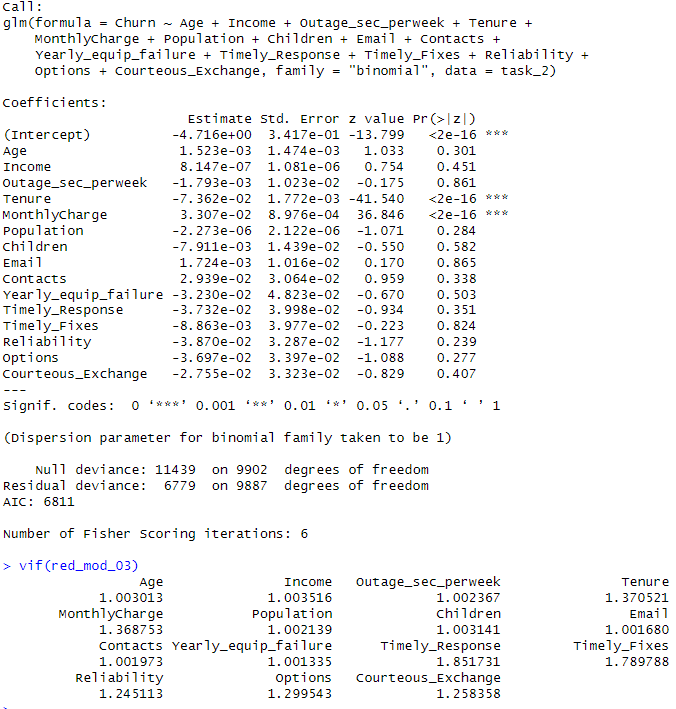 Call:
glm(formula = Churn ~ Age + Income + Outage_sec_perweek + Tenure +
    MonthlyCharge + Population + Children + Email + Contacts +
    Yearly_equip_failure + Timely_Response + Timely_Fixes + Reliability +
    Options + Courteous_Exchange, family = "binomial", data = task_2)

Coefficients:
                       Estimate Std. Error z value Pr(>|z|)
(Intercept)          -4.716e+00  3.417e-01 -13.799   <2e-16 ***
Age                   1.523e-03  1.474e-03   1.033    0.301
Income                8.147e-07  1.081e-06   0.754    0.451
Outage_sec_perweek   -1.793e-03  1.023e-02  -0.175    0.861
Tenure               -7.362e-02  1.772e-03 -41.540   <2e-16 ***
MonthlyCharge         3.307e-02  8.976e-04  36.846   <2e-16 ***
Population           -2.273e-06  2.122e-06  -1.071    0.284
Children             -7.911e-03  1.439e-02  -0.550    0.582
Email                 1.724e-03  1.016e-02   0.170    0.865
Contacts              2.939e-02  3.064e-02   0.959    0.338
Yearly_equip_failure -3.230e-02  4.823e-02  -0.670    0.503
Timely_Response      -3.732e-02  3.998e-02  -0.934    0.351
Timely_Fixes         -8.863e-03  3.977e-02  -0.223    0.824
Reliability          -3.870e-02  3.287e-02  -1.177    0.239
Options              -3.697e-02  3.397e-02  -1.088    0.277
Courteous_Exchange   -2.755e-02  3.323e-02  -0.829    0.407
---
Signif. codes:  0 ‘***’ 0.001 ‘**’ 0.01 ‘*’ 0.05 ‘.’ 0.1 ‘ ’ 1

(Dispersion parameter for binomial family taken to be 1)

    Null deviance: 11439  on 9902  degrees of freedom
Residual deviance:  6779  on 9887  degrees of freedom
AIC: 6811

Number of Fisher Scoring iterations: 6

> vif(red_mod_03)
                 Age               Income   Outage_sec_perweek               Tenure
            1.003013             1.003516             1.002367             1.370521
       MonthlyCharge           Population             Children                Email
            1.368753             1.002139             1.003141             1.001680
            Contacts Yearly_equip_failure      Timely_Response         Timely_Fixes
            1.001973             1.001335             1.851731             1.789788
         Reliability              Options   Courteous_Exchange
            1.245113             1.299543             1.258358